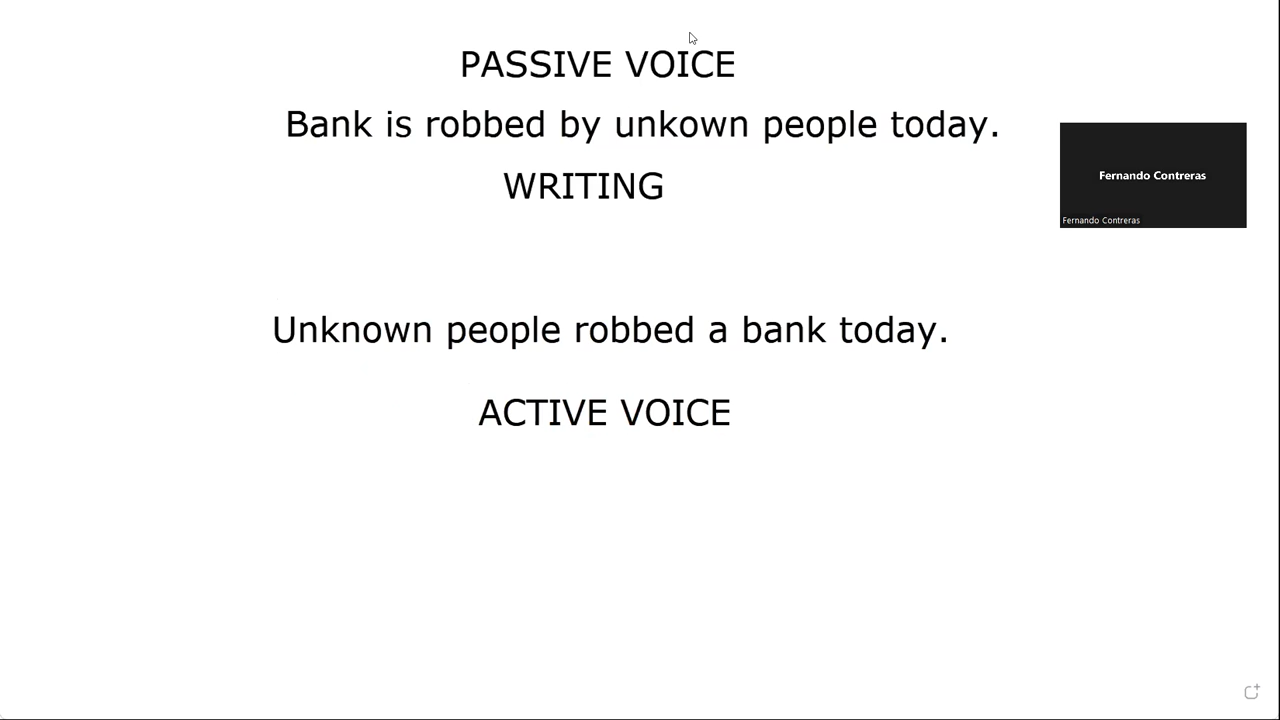 PASSIVE VOICE
Bank is robbed by unkown people today.
WRITING
Fernando Contreras
Fernando Contreras
Unknown people robbed a bank today.
ACTIVE VOICE